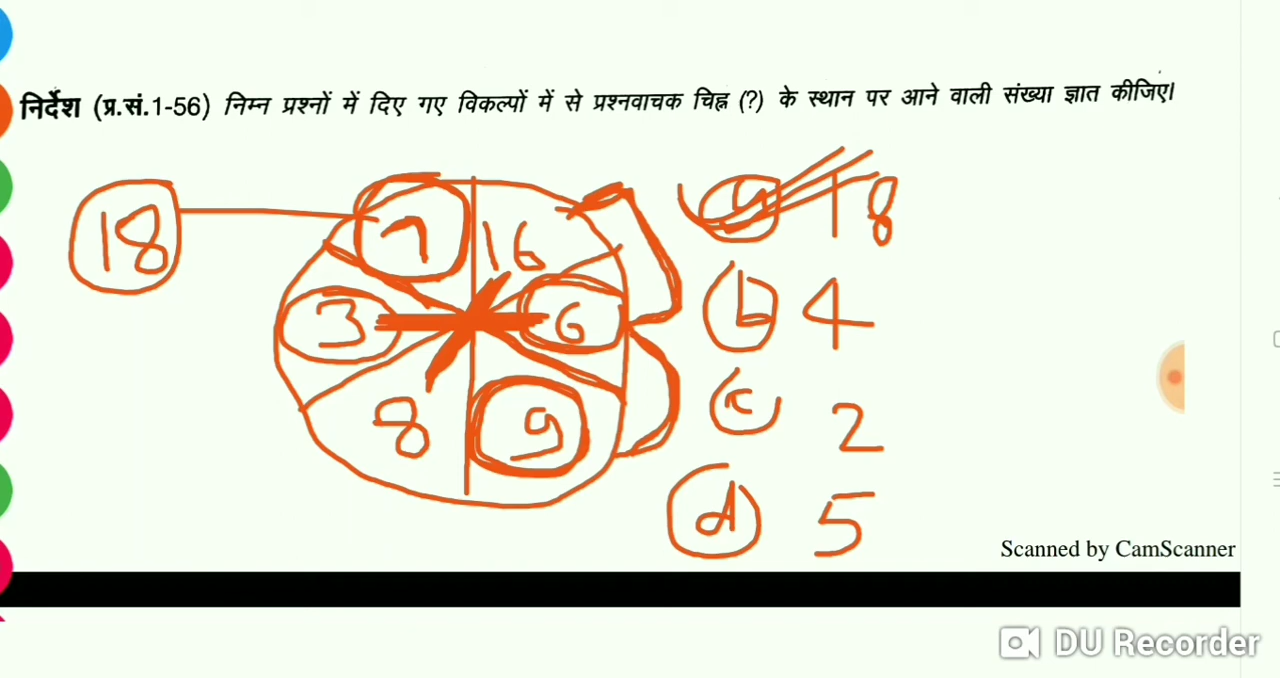 निर्देश (प्र.सं.1-56) निम्न प्रश्नों में दिए गए विकल्पों में से प्रश्नवाचक चिह्न (?) के स्थान पर आने वाली संख्या ज्ञात कीजिए।
18
16
3
6
8
9
18
b 4
c 2
d 5
Scanned by CamScanner
DU Recorder